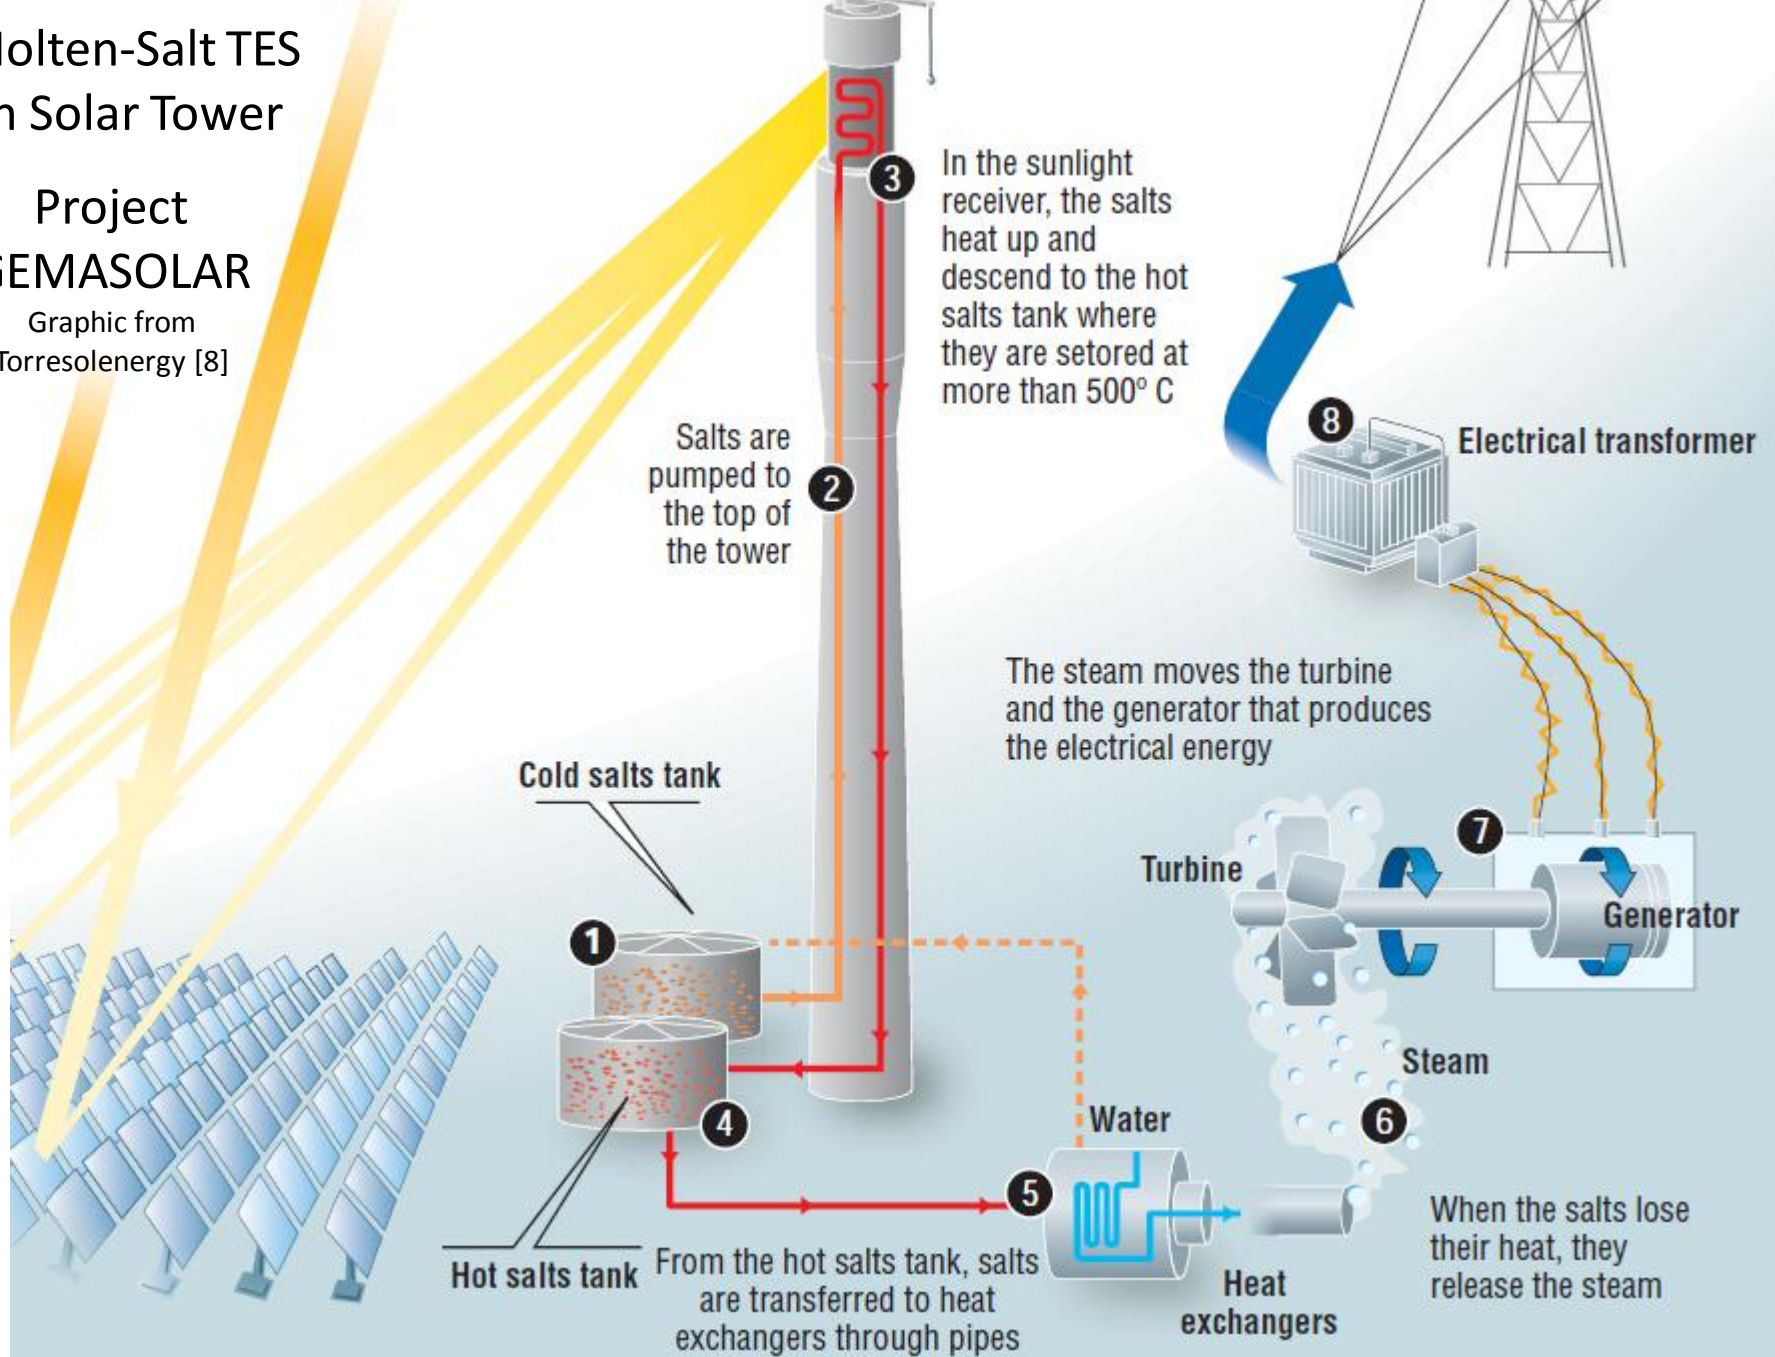 olten-Salt TES
n Solar Tower
Project
GEMASOLAR
Graphic from
Torresolenergy [8]
3
In the sunlight
receiver, the salts
heat up and
descend to the hot
salts tank where
they are setored at
more than 500º C
Salts are
pumped to
the top of
the tower
2
8
Electrical transformer
The steam moves the turbine
and the generator that produces
the electrical energy
Cold salts tank
7
Turbine
Generator
1
Steam
4
Water
6
5
When the salts lose
their heat, they
release the steam
Hot salts tank
From the hot salts tank, salts
are transferred to heat
exchangers through pipes
Heat
exchangers